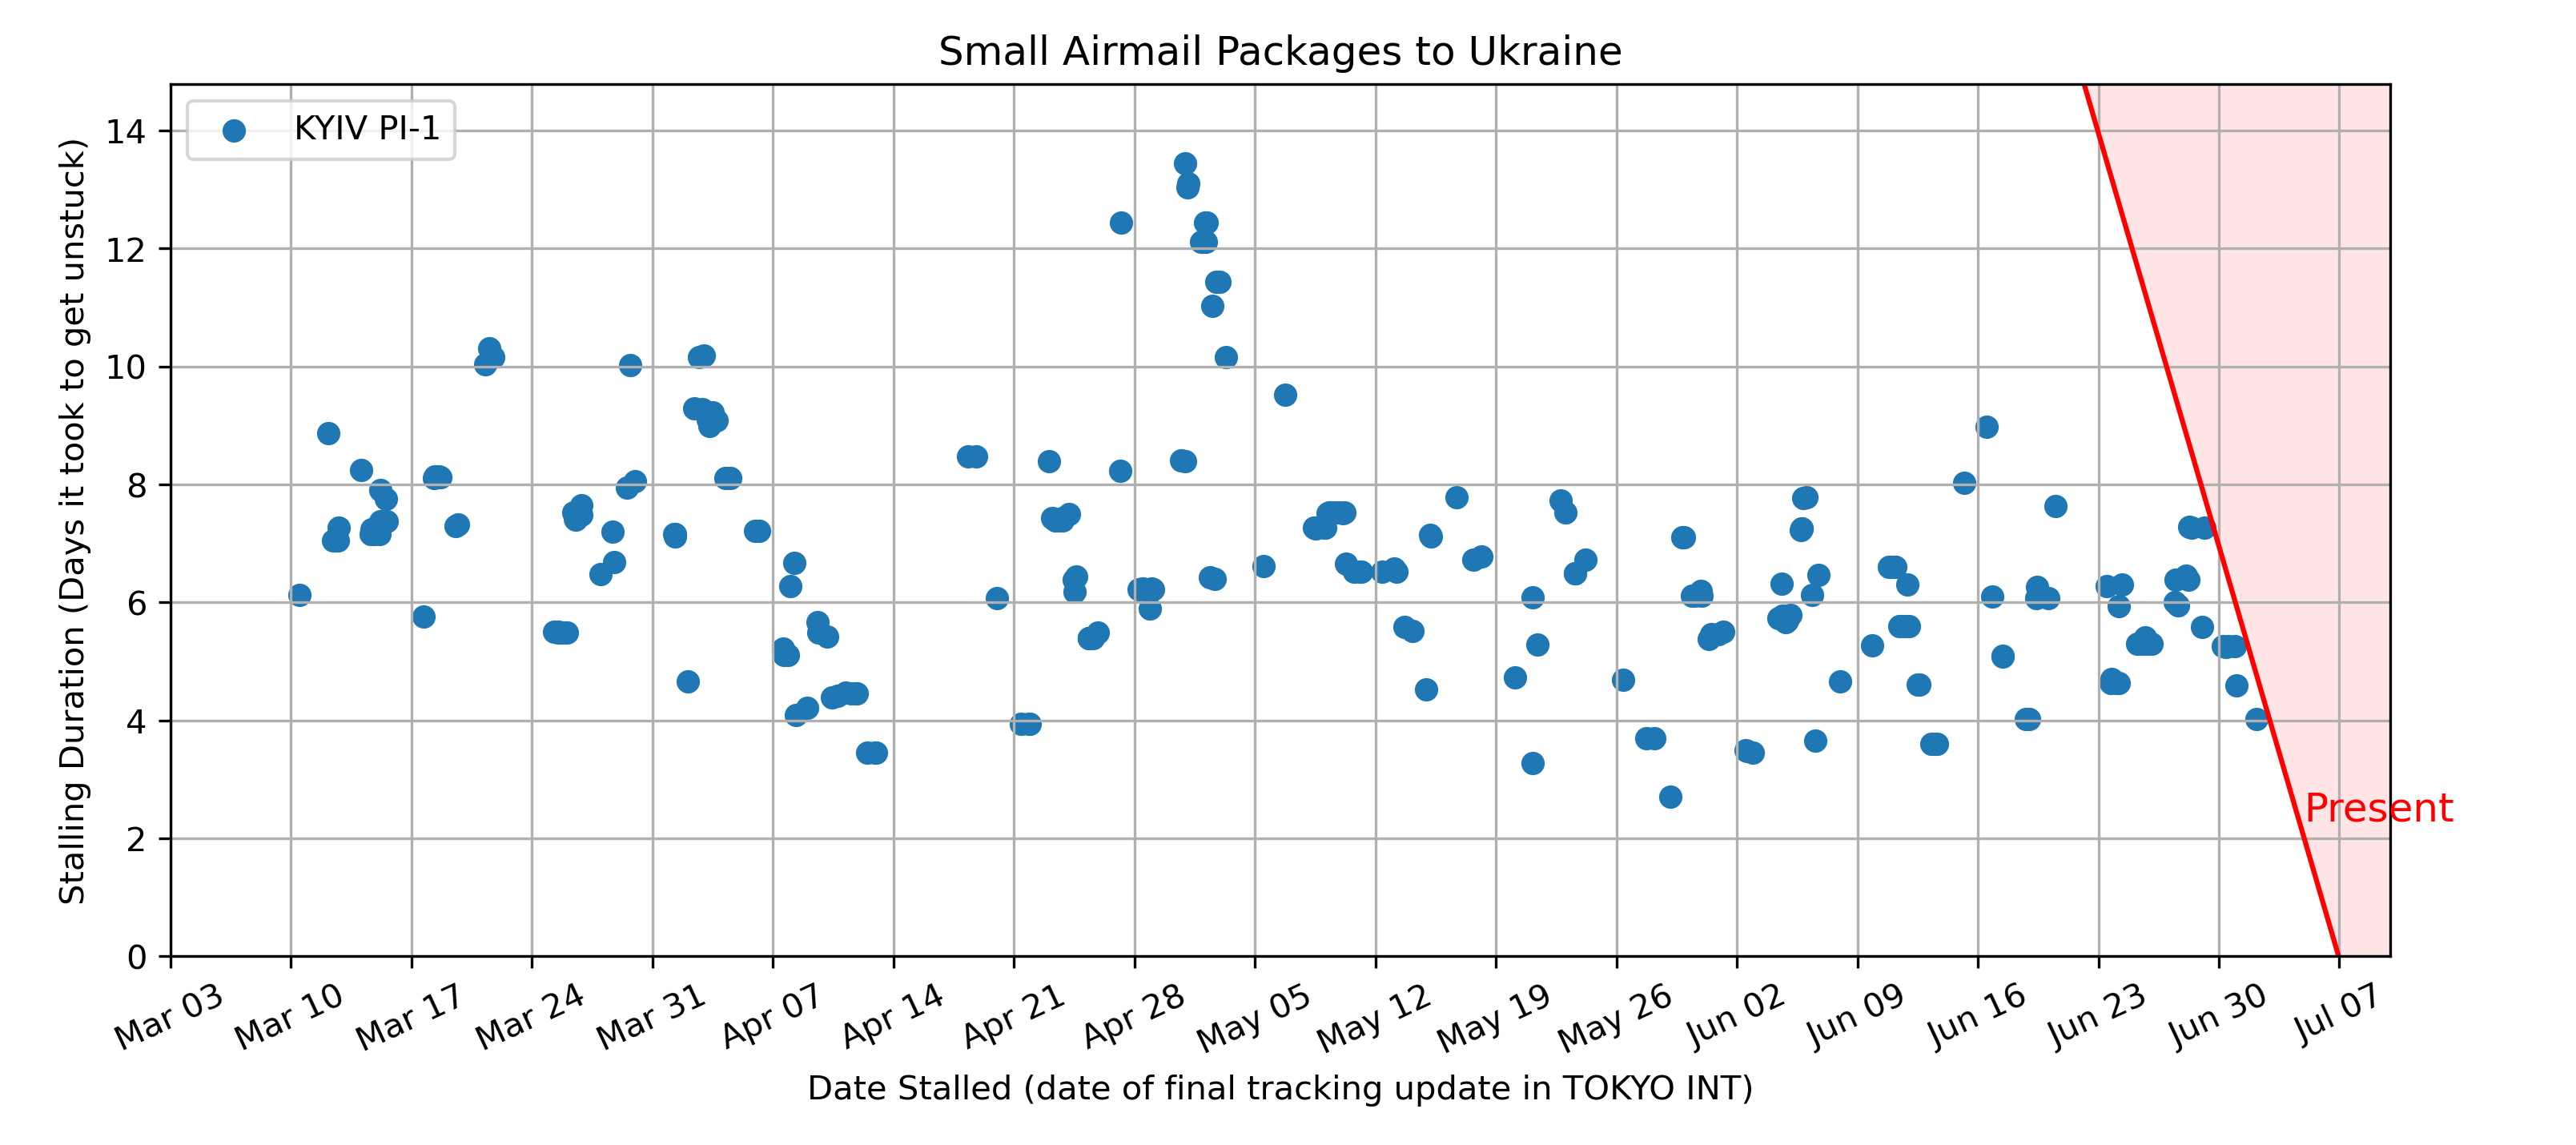 Small Airmail Packages to Ukraine
KYIV PI-1
Stalling Duration (Days it took to get unstuck)
14
12
10
8
6
4
2
0
Present
Mar 03
Mar 10
Mar 17
Mar 24
Mar 31
Apr 07
Apr 14
Apr 21
Apr 28
May 05
May 12
May 19
May 26
Jun 02
Jun 09
Jun 16
Jun 23
Jun 30
Jul 07
Date Stalled (date of final tracking update in TOKYO INT)